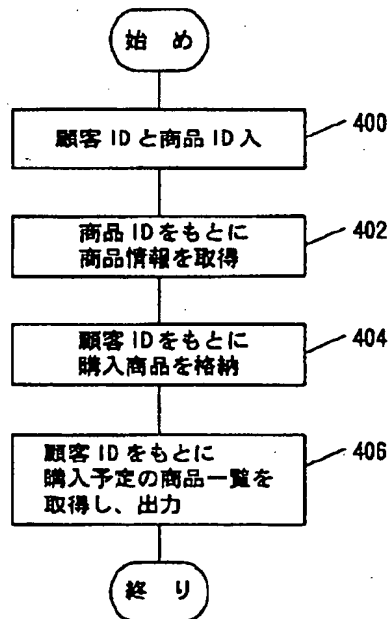 始 め
顧客 ID と商品 ID 入
400
商品 ID をもとに
商品情報を取得
402
顧客 ID をもとに
購入商品を格納
404
顧客 ID をもとに
購入予定の商品一覧を
取得し、出力
406
終 り